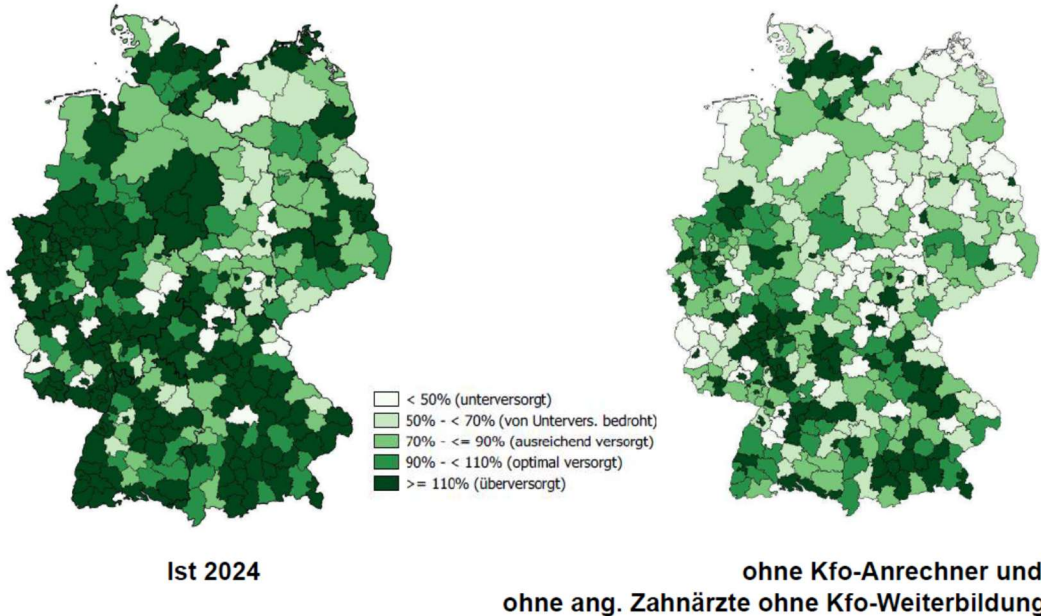 < 50% (unterversorgt)
50% - < 70% (von Untervers. bedroht)
70% - <= 90% (ausreichend versorgt)
90% - < 110% (optimal versorgt)
>= 110% (überversorgt)
Ist 2024
ohne Kfo-Anrechner und
ohne ang. Zahnärzte ohne Kfo-Weiterbildung